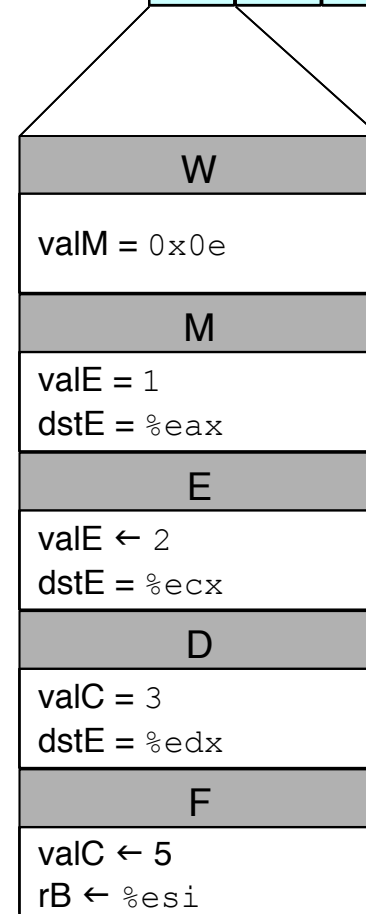 W
valM = 0x0e
M
valE = 1
dstE = %eax
E
valE ← 2
dstE = %ecx
D
valC = 3
dstE = %edx
F
valC ← 5
rB ← %esi